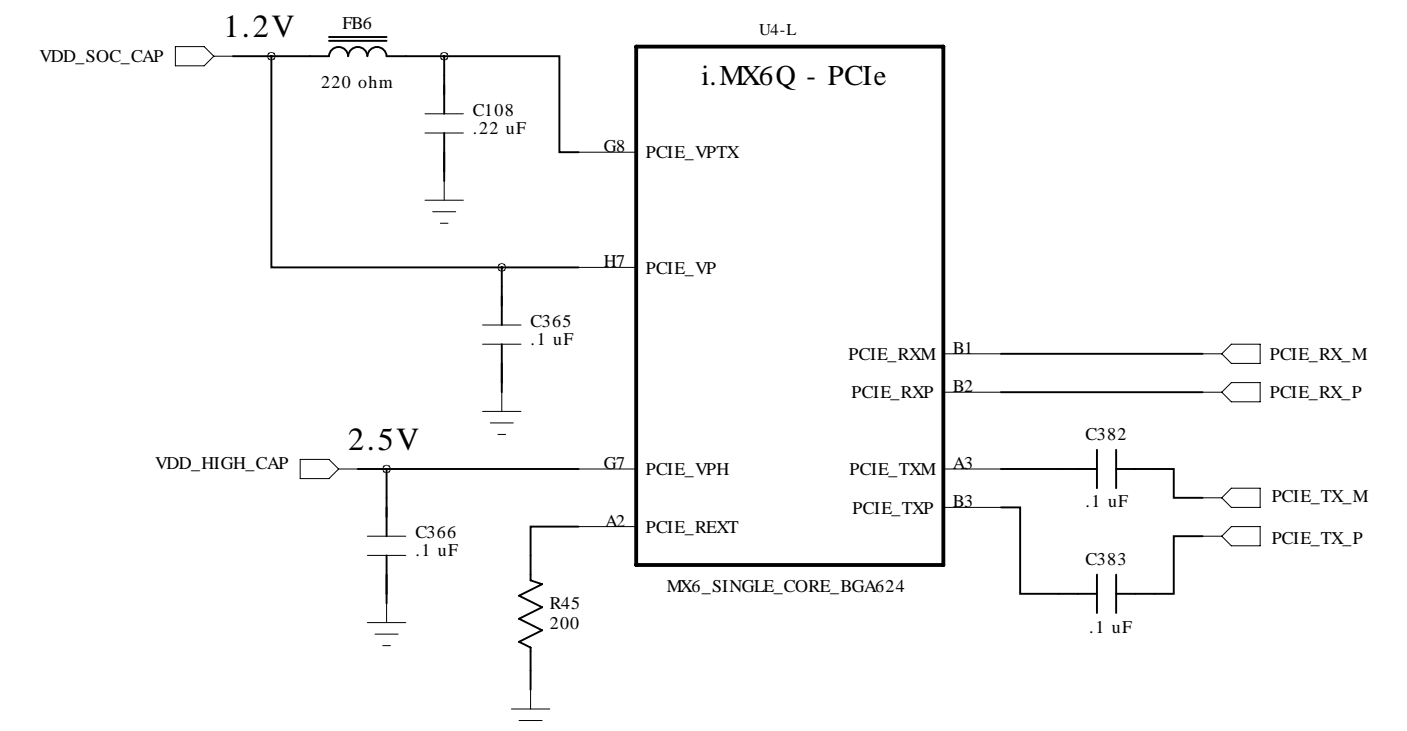 1.2V
FB6
VDD_SOC_CAP
220 ohm
C108
.22 uF
U4-L
i.MX6Q - PCIe
G8
PCIE_VPTX
H7
PCIE_VP
C365
.1 uF
PCIE_RXM
B1
PCIE_RX_M
PCIE_RXP
B2
PCIE_RX_P
2.5V
VDD_HIGH_CAP
G7
PCIE_VPH
PCIE_TXM
A3
C382
.1 uF
PCIE_TX_M
PCIE_TXP
B3
PCIE_TX_P
C366
.1 uF
A2
PCIE_REXT
C383
.1 uF
MX6_SINGLE_CORE_BGA624
R45
200